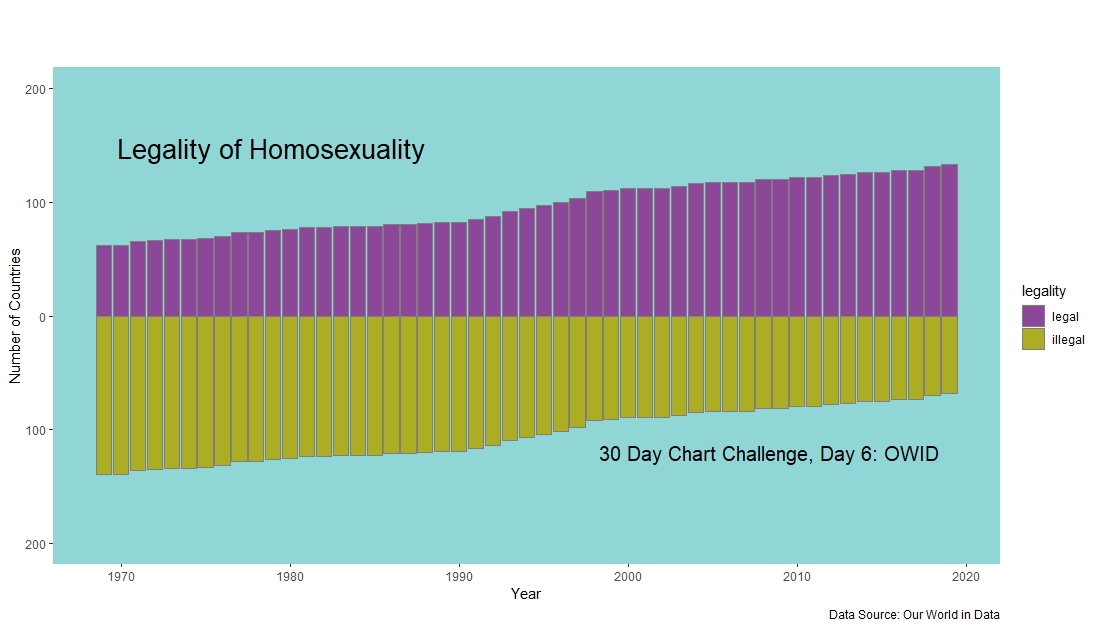 200
Legality of Homosexuality
100
0
100
200
Number of Countries
30 Day Chart Challenge, Day 6: OWID
1970 1980 1990 2000 2010 2020
Year
legality
legal
illegal
Data Source: Our World in Data